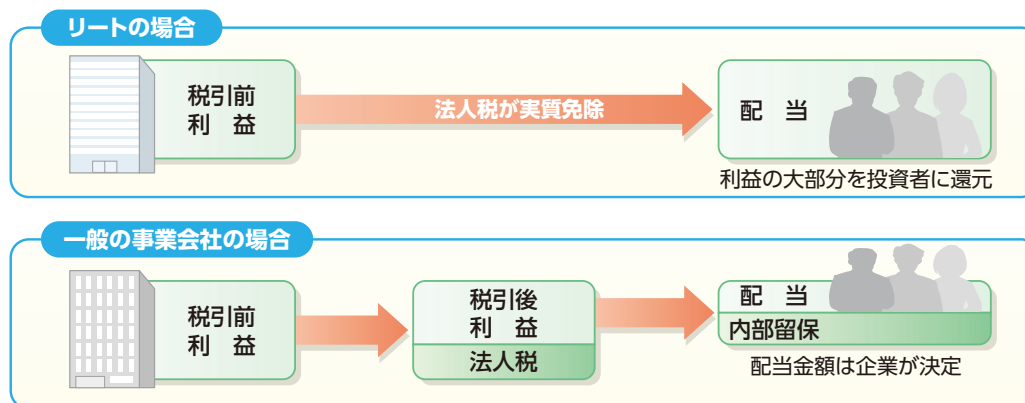 リートの場合
税引前
利 益
法人税が実質免除
配 当
利益の大部分を投資者に還元
一般の事業会社の場合
税引前
利 益
税引後
利 益
法人税
配 当
内部留保
配当金額は企業が決定